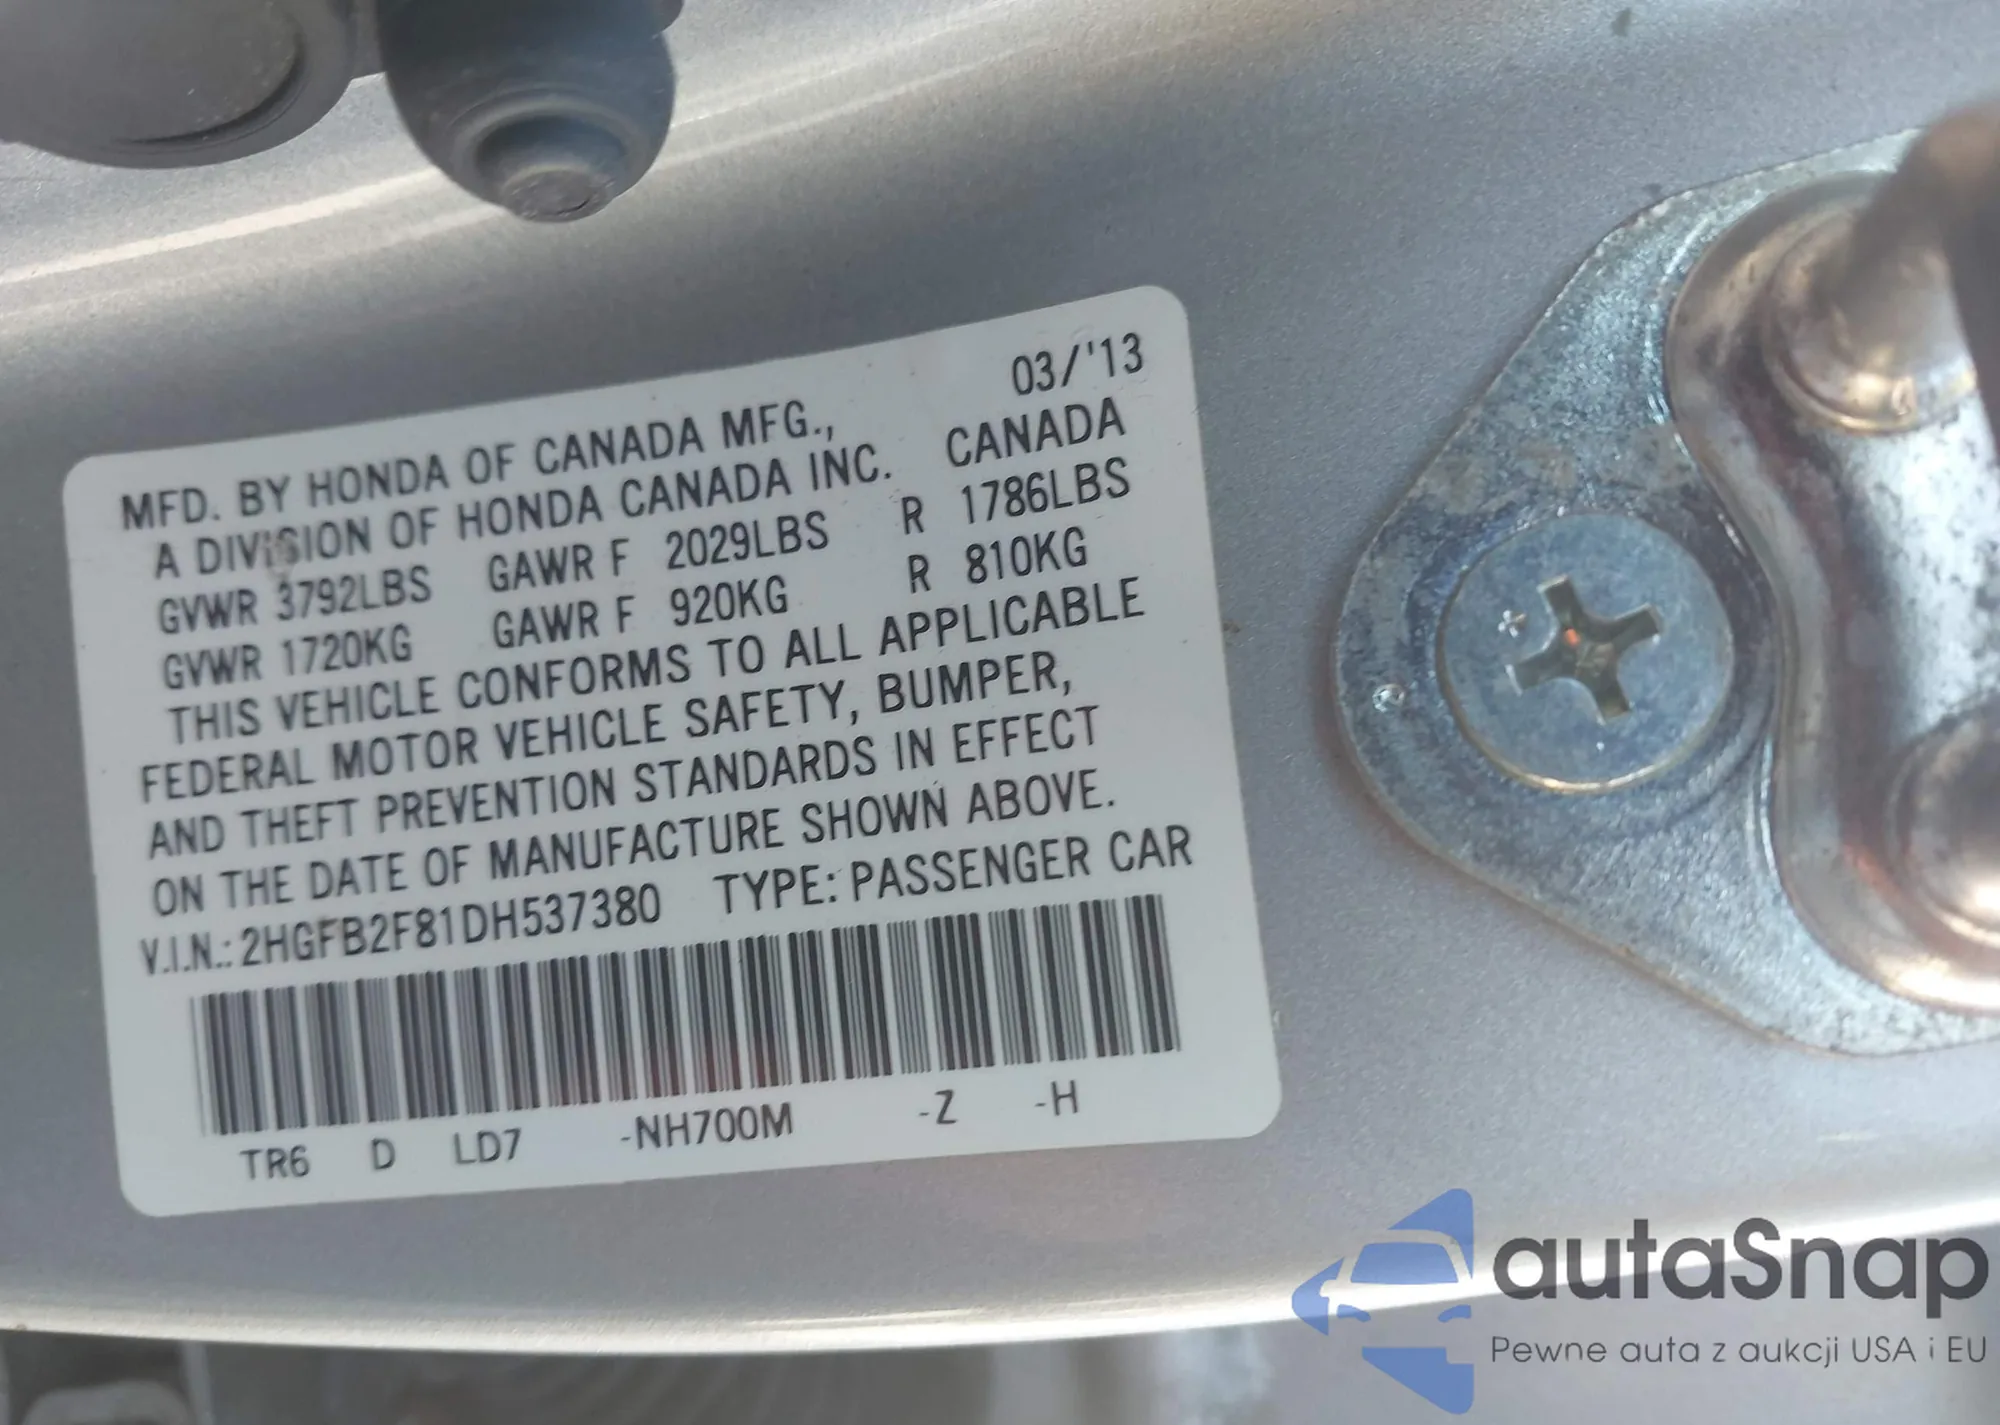 03/'13
MFD. BY HONDA OF CANADA MFG.,
A DIVISION OF HONDA CANADA INC. CANADA
GVWR 3792LBS GAWR F 2029LBS R 1786LBS
GVWR 1720KG GAWR F 920KG R 810KG
THIS VEHICLE CONFORMS TO ALL APPLICABLE
FEDERAL MOTOR VEHICLE SAFETY, BUMPER,
AND THEFT PREVENTION STANDARDS IN EFFECT
ON THE DATE OF MANUFACTURE SHOWN ABOVE.
V.I.N.: 2HGFB2F81DH537380 TYPE: PASSENGER CAR
TR6 D LD7 -NH700M -Z -H
autaSnap
Pewne auta z aukcji USA i EU